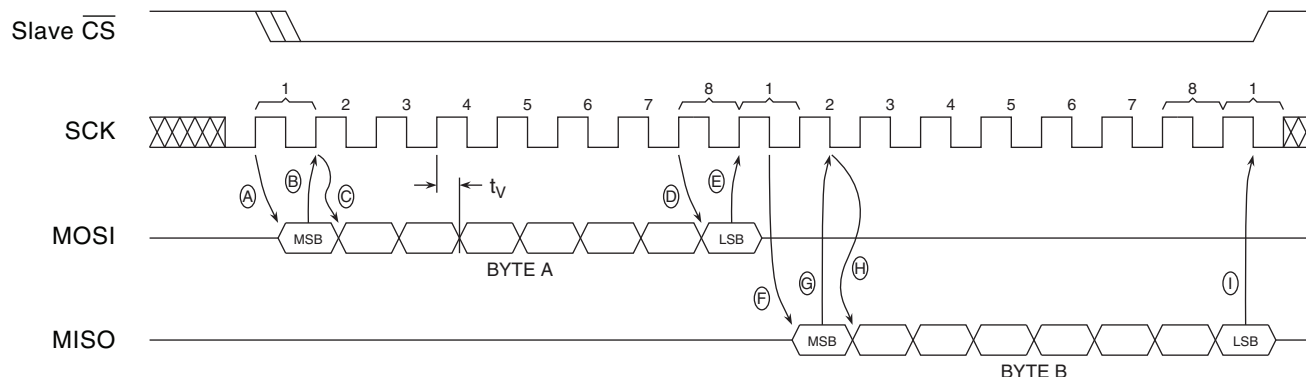 Slave CS
1 2 3 4 5 6 7 8 1 2 3 4 5 6 7 8 1
SCK
A B C tV D E
MOSI MSB LSB
BYTE A
F G H I
MISO MSB LSB
BYTE B